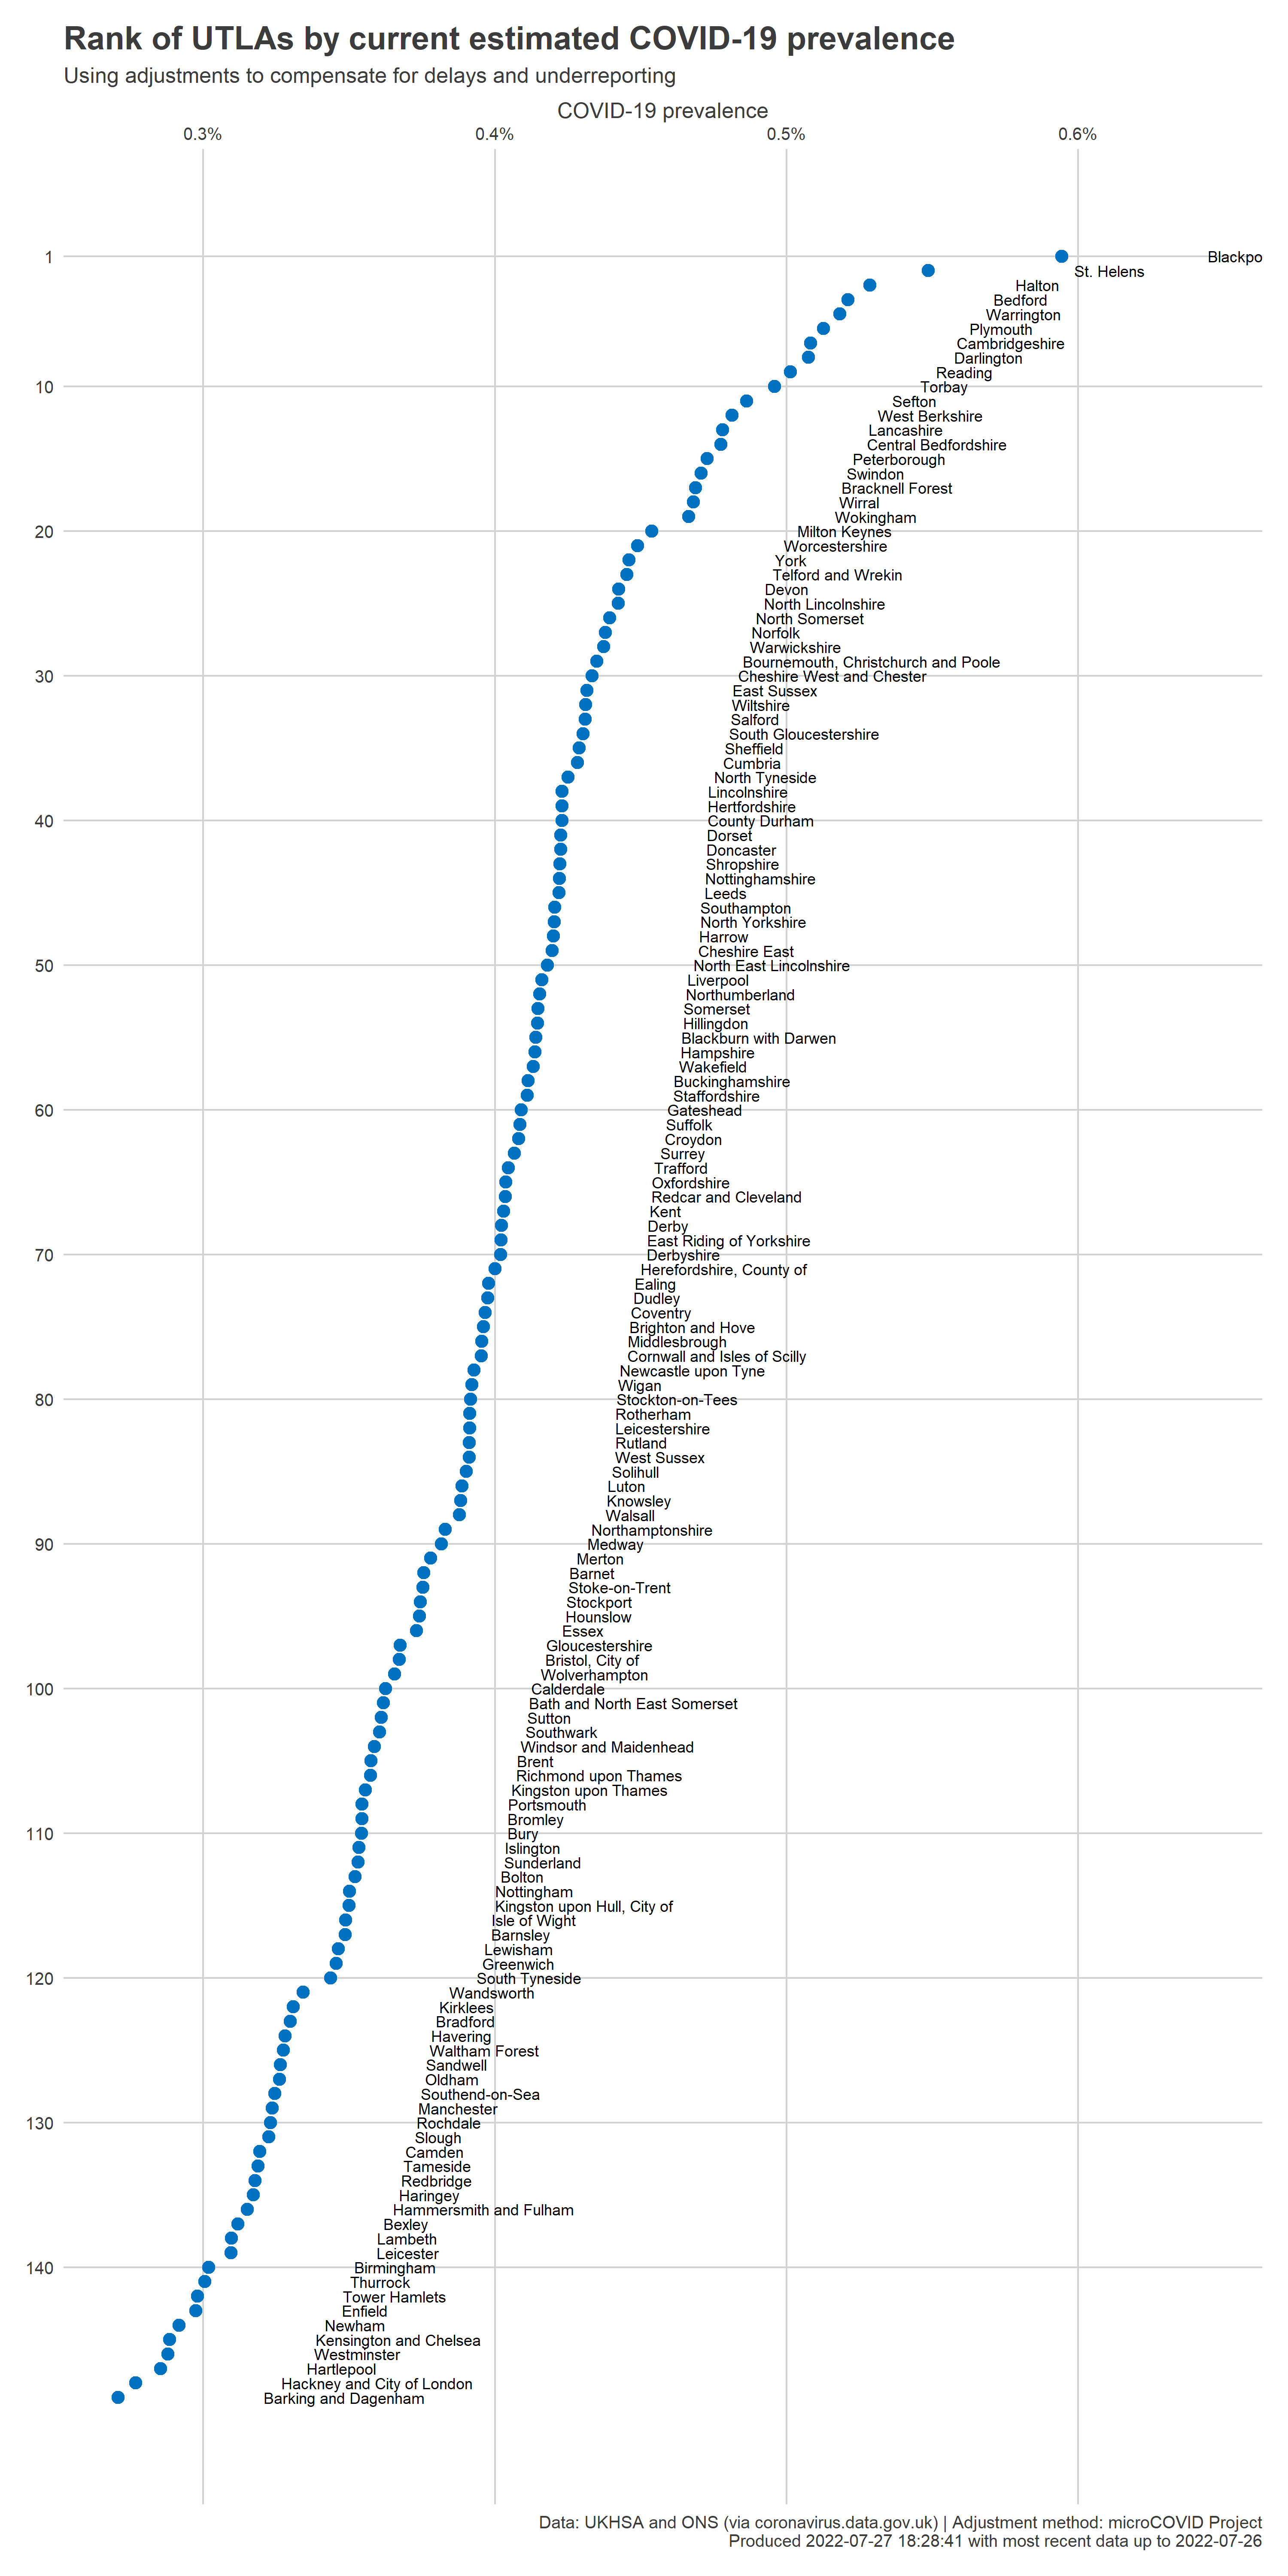 Rank of UTLAs by current estimated COVID-19 prevalence
Using adjustments to compensate for delays and underreporting
COVID-19 prevalence
0.3% 0.4% 0.5% 0.6%
1 Blackpo
St. Helens
Halton
Bedford
Warrington
Plymouth
Cambridgeshire
Darlington
Reading
10 Torbay
Sefton
West Berkshire
Lancashire
Central Bedfordshire
Peterborough
Swindon
Bracknell Forest
Wirral
Wokingham
20 Milton Keynes
Worcestershire
York
Telford and Wrekin
Devon
North Lincolnshire
North Somerset
Norfolk
Warwickshire
Bournemouth, Christchurch and Poole
30 Cheshire West and Chester
East Sussex
Wiltshire
Salford
South Gloucestershire
Sheffield
Cumbria
North Tyneside
Lincolnshire
Hertfordshire
40 County Durham
Dorset
Doncaster
Shropshire
Nottinghamshire
Leeds
Southampton
North Yorkshire
Harrow
Cheshire East
50 North East Lincolnshire
Liverpool
Northumberland
Somerset
Hillingdon
Blackburn with Darwen
Hampshire
Wakefield
Buckinghamshire
Staffordshire
60 Gateshead
Suffolk
Croydon
Surrey
Trafford
Oxfordshire
Redcar and Cleveland
Kent
Derby
East Riding of Yorkshire
70 Derbyshire
Herefordshire, County of
Ealing
Dudley
Coventry
Brighton and Hove
Middlesbrough
Cornwall and Isles of Scilly
Newcastle upon Tyne
Wigan
80 Stockton-on-Tees
Rotherham
Leicestershire
Rutland
West Sussex
Solihull
Luton
Knowsley
Walsall
Northamptonshire
90 Medway
Merton
Barnet
Stoke-on-Trent
Stockport
Hounslow
Essex
Gloucestershire
Bristol, City of
Wolverhampton
100 Calderdale
Bath and North East Somerset
Sutton
Southwark
Windsor and Maidenhead
Brent
Richmond upon Thames
Kingston upon Thames
Portsmouth
Bromley
110 Bury
Islington
Sunderland
Bolton
Nottingham
Kingston upon Hull, City of
Isle of Wight
Barnsley
Lewisham
Greenwich
120 South Tyneside
Wandsworth
Kirklees
Bradford
Havering
Waltham Forest
Sandwell
Oldham
Southend-on-Sea
Manchester
130 Rochdale
Slough
Camden
Tameside
Redbridge
Haringey
Hammersmith and Fulham
Bexley
Lambeth
Leicester
140 Birmingham
Thurrock
Tower Hamlets
Enfield
Newham
Kensington and Chelsea
Westminster
Hartlepool
Hackney and City of London
Barking and Dagenham
Data: UKHSA and ONS (via coronavirus.data.gov.uk) | Adjustment method: microCOVID Project
Produced 2022-07-27 18:28:41 with most recent data up to 2022-07-26